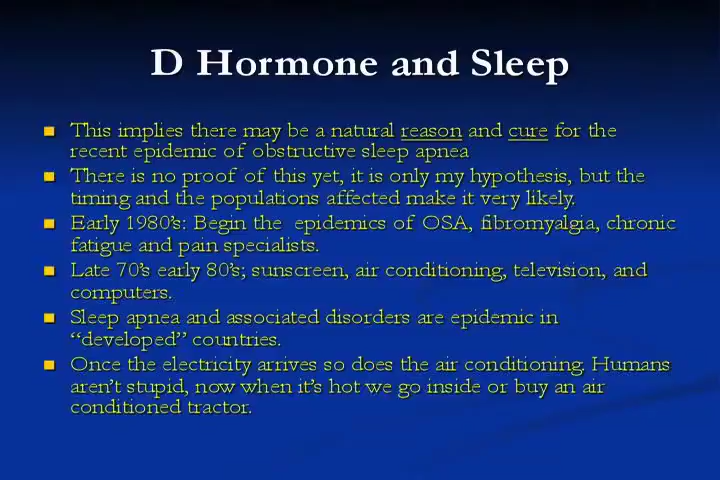 D Hormone and Sleep
This implies there may be a natural reason and cure for the
recent epidemic of obstructive sleep apnea
There is no proof of this yet, it is only my hypothesis, but the
timing and the populations affected make it very likely.
Early 1980’s: Begin the epidemics of OSA, fibromyalgia, chronic
fatigue and pain specialists.
Late 70’s early 80’s; sunscreen, air conditioning, television, and
computers.
Sleep apnea and associated disorders are epidemic in
“developed” countries.
Once the electricity arrives so does the air conditioning. Humans
aren’t stupid, now when it’s hot we go inside or buy an air
conditioned tractor.